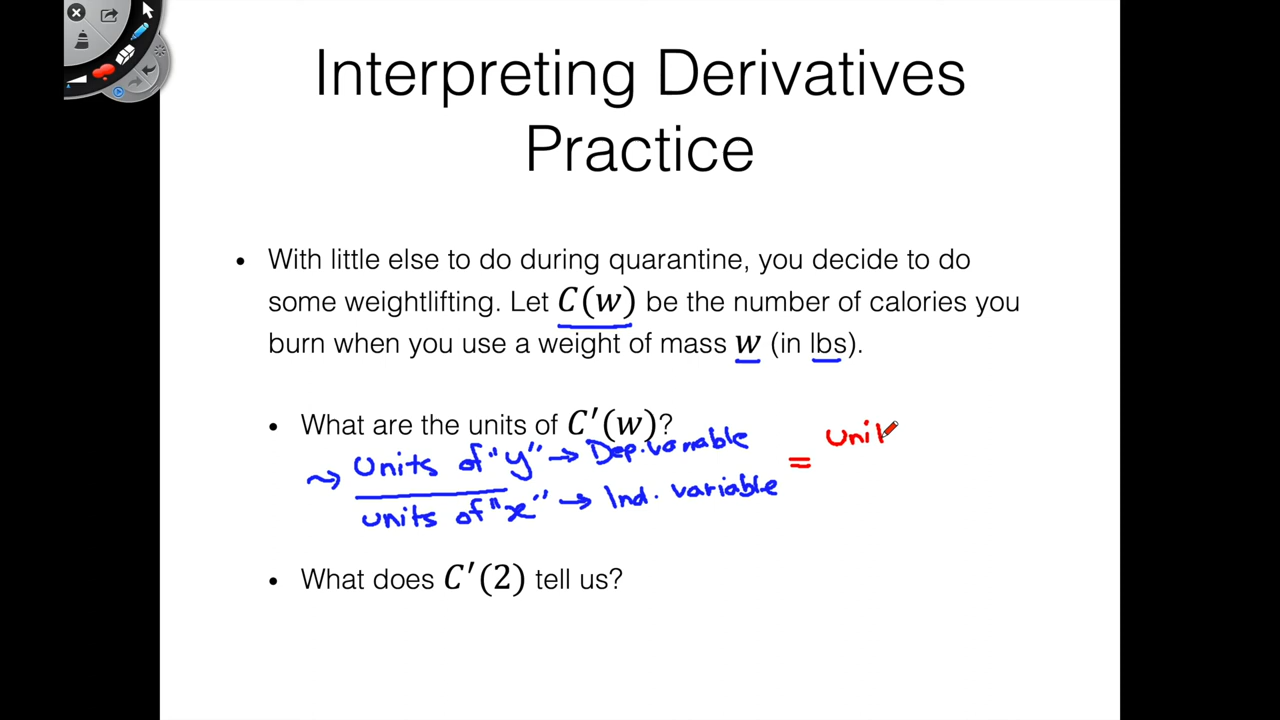 Interpreting Derivatives
Practice
• With little else to do during quarantine, you decide to do
some weightlifting. Let C(w) be the number of calories you
burn when you use a weight of mass w (in lbs).
• What are the units of C′(w)?
⤳ Units of "y" → Dep. variable
units of "x" → Ind. variable
= Unit
• What does C′(2) tell us?